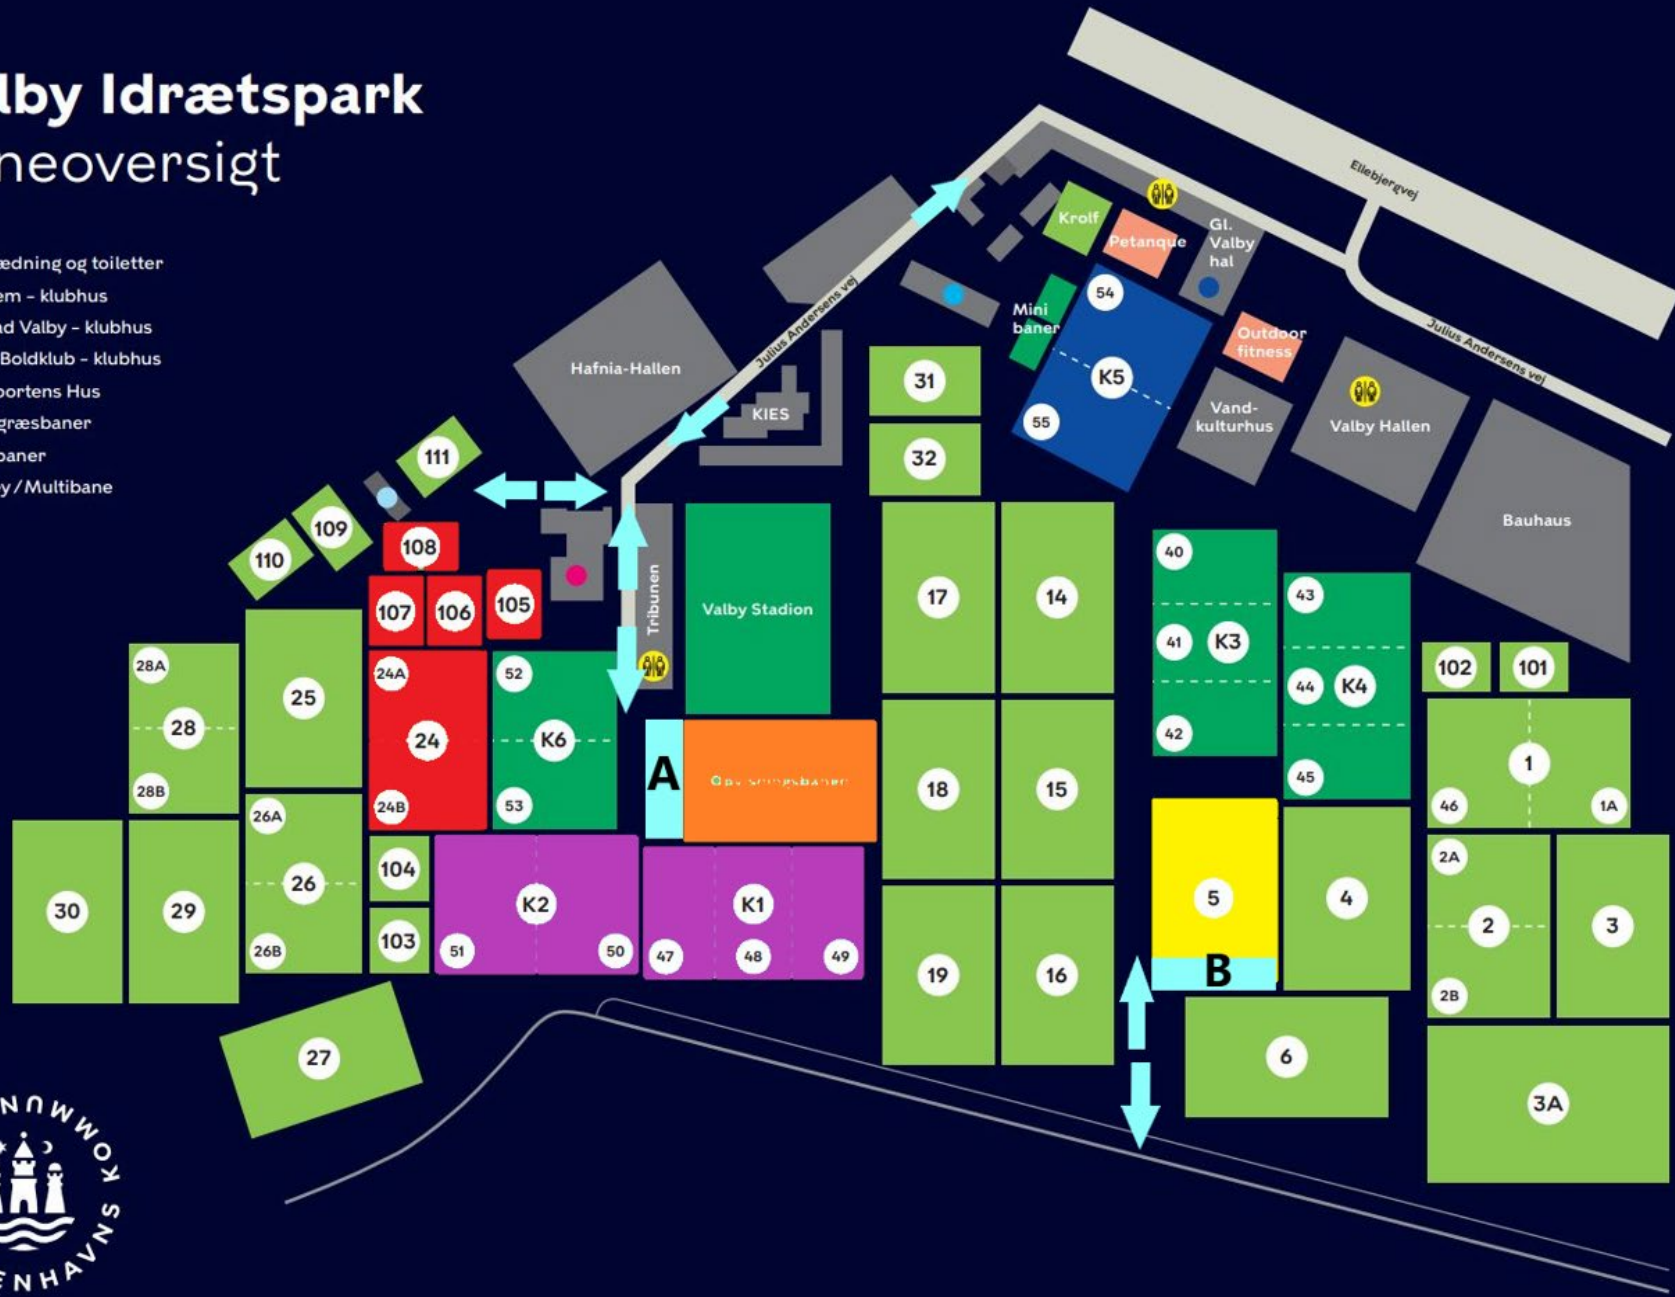 lby Idrætspark
neoversigt
ædning og toiletter
em – klubhus
nd Valby – klubhus
Boldklub – klubhus
portens Hus
græsbaner
baner
y/Multibane
Ellebjergvej
Julius Andersens vej
Julius Andersens vej
Krolf
Petanque
Gl.
Valby
hal
Mini
baner
54
K5
55
Outdoor
fitness
Vand-
kulturhus
Valby Hallen
Bauhaus
Hafnia-Hallen
KIES
31
32
111
109
110
108
107
106
105
Tribunen
Valby Stadion
17
14
40
41
K3
42
43
44
K4
45
102
101
28A
28
28B
25
24A
24
24B
52
K6
53
A
18
15
1
46
1A
30
29
26A
26
26B
104
103
K2
51
50
K1
47
48
49
19
16
5
B
4
2A
2
2B
3
27
6
3A
KOMMUN
ENHAVNS